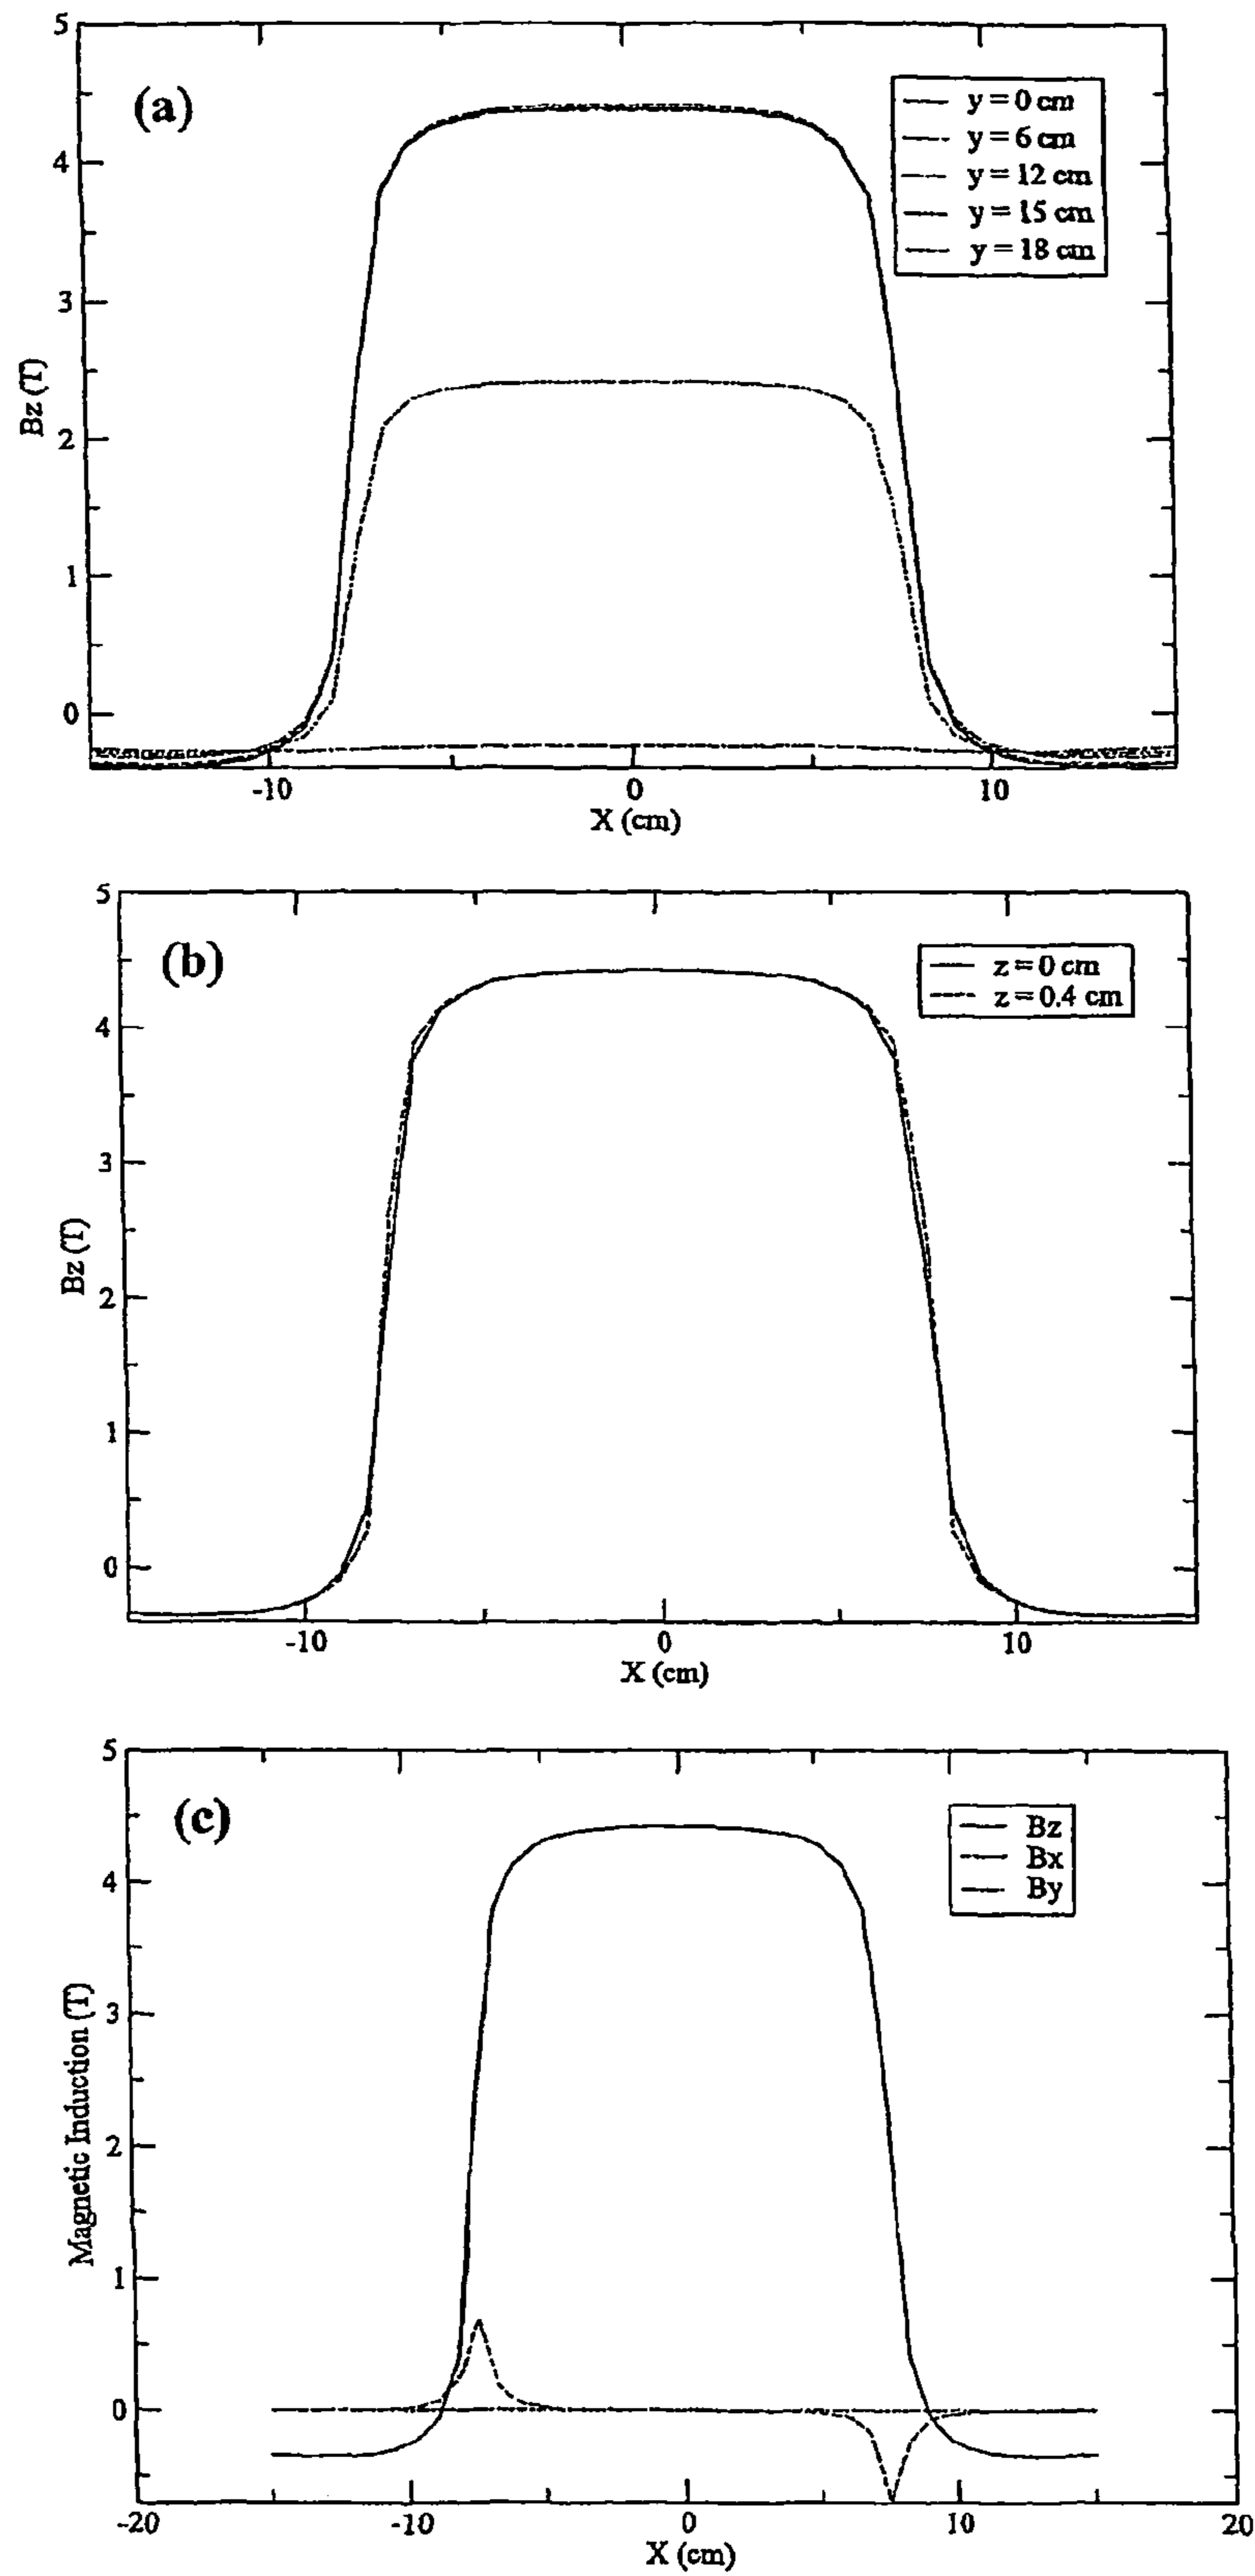 (a)
y = 0 cm
y = 6 cm
y = 12 cm
y = 15 cm
y = 18 cm
5
4
3
2
1
0
Bz (T)
-10
0
10
X (cm)
(b)
z = 0 cm
z = 0.4 cm
5
4
3
2
1
0
Bz (T)
-10
0
10
X (cm)
(c)
Bz
Bx
By
5
4
3
2
1
0
Magnetic Induction (T)
-20
-10
0
10
20
X (cm)